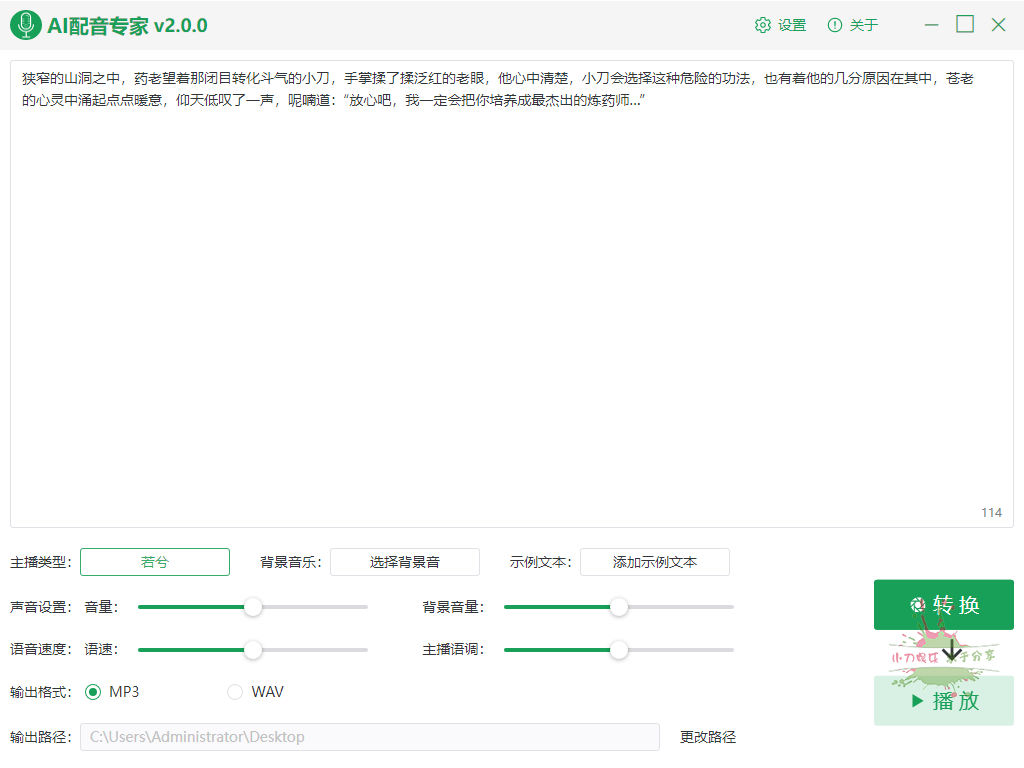 AI配音专家 v2.0.0
设置
关于
狭窄的山洞之中，药老望着那闭目转化斗气的小刀，手掌揉了揉泛红的老眼，他心中清楚，小刀会选择这种危险的功法，也有着他的几分原因在其中，苍老
的心灵中涌起点点暖意，仰天低叹了一声，呢喃道：“放心吧，我一定会把你培养成最杰出的炼药师...”
114
主播类型： 若兮 背景音乐： 选择背景音 示例文本： 添加示例文本
声音设置： 音量： 背景音量：
转换
语音速度： 语速： 主播语调：
小刀娱乐 乐于分享
输出格式： MP3 WAV
播放
输出路径： C:\Users\Administrator\Desktop 更改路径